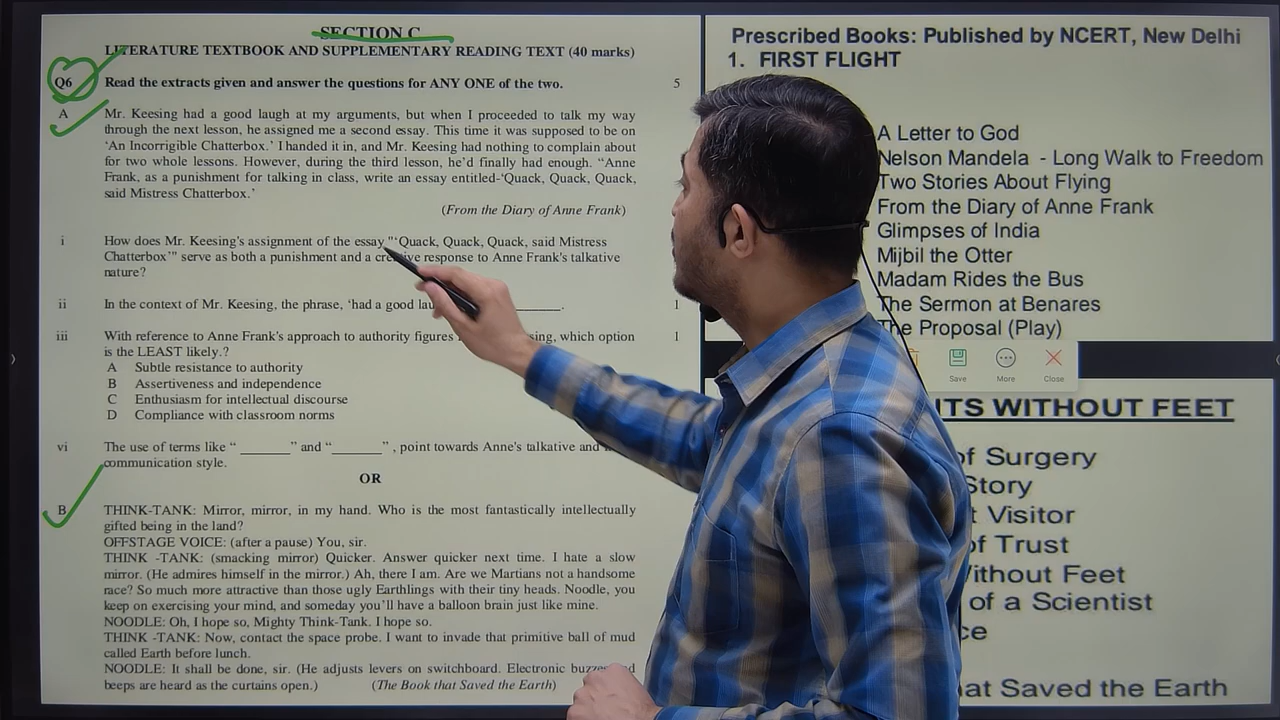 SECTION C
LITERATURE TEXTBOOK AND SUPPLEMENTARY READING TEXT (40 marks)
Q6 Read the extracts given and answer the questions for ANY ONE of the two. 5
A Mr. Keesing had a good laugh at my arguments, but when I proceeded to talk my way
through the next lesson, he assigned me a second essay. This time it was supposed to be on
‘An Incorrigible Chatterbox.’ I handed it in, and Mr. Keesing had nothing to complain about
for two whole lessons. However, during the third lesson, he’d finally had enough. “Anne
Frank, as a punishment for talking in class, write an essay entitled-‘Quack, Quack, Quack,
said Mistress Chatterbox.’
(From the Diary of Anne Frank)
i How does Mr. Keesing's assignment of the essay "‘Quack, Quack, Quack, said Mistress
Chatterbox’" serve as both a punishment and a creative response to Anne Frank's talkative
nature?
ii In the context of Mr. Keesing, the phrase, ‘had a good ______. 1
iii With reference to Anne Frank's approach to authority figures which option 1
is the LEAST likely.?
A Subtle resistance to authority
B Assertiveness and independence
C Enthusiasm for intellectual discourse
D Compliance with classroom norms
vi The use of terms like “ ______” and “______” , point towards Anne's talkative and
communication style.
OR
B THINK-TANK: Mirror, mirror, in my hand. Who is the most fantastically intellectually
gifted being in the land?
OFFSTAGE VOICE: (after a pause) You, sir.
THINK -TANK: (smacking mirror) Quicker. Answer quicker next time. I hate a slow
mirror. (He admires himself in the mirror.) Ah, there I am. Are we Martians not a handsome
race? So much more attractive than those ugly Earthlings with their tiny heads. Noodle, you
keep on exercising your mind, and someday you’ll have a balloon brain just like mine.
NOODLE: Oh, I hope so, Mighty Think-Tank. I hope so.
THINK -TANK: Now, contact the space probe. I want to invade that primitive ball of mud
called Earth before lunch.
NOODLE: It shall be done, sir. (He adjusts levers on switchboard. Electronic buzzes
beeps are heard as the curtains open.) (The Book that Saved the Earth)
Prescribed Books: Published by NCERT, New Delhi
1. FIRST FLIGHT
A Letter to God
Nelson Mandela - Long Walk to Freedom
Two Stories About Flying
From the Diary of Anne Frank
Glimpses of India
Mijbil the Otter
Madam Rides the Bus
The Sermon at Benares
The Proposal (Play)
Save More Close
WITHOUT FEET
of Surgery
Story
Visitor
of Trust
Without Feet
of a Scientist
that Saved the Earth